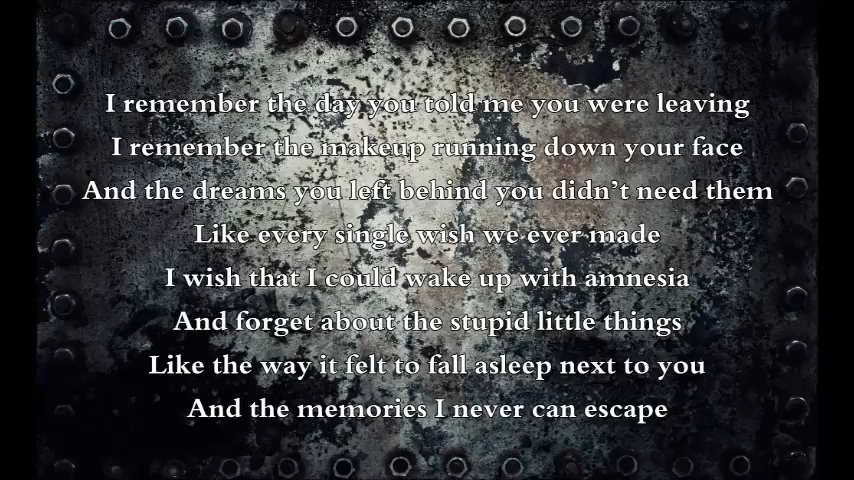 I remember the day you told me you were leaving
I remember the makeup running down your face
And the dreams you left behind you didn’t need them
Like every single wish we ever made
I wish that I could wake up with amnesia
And forget about the stupid little things
Like the way it felt to fall asleep next to you
And the memories I never can escape